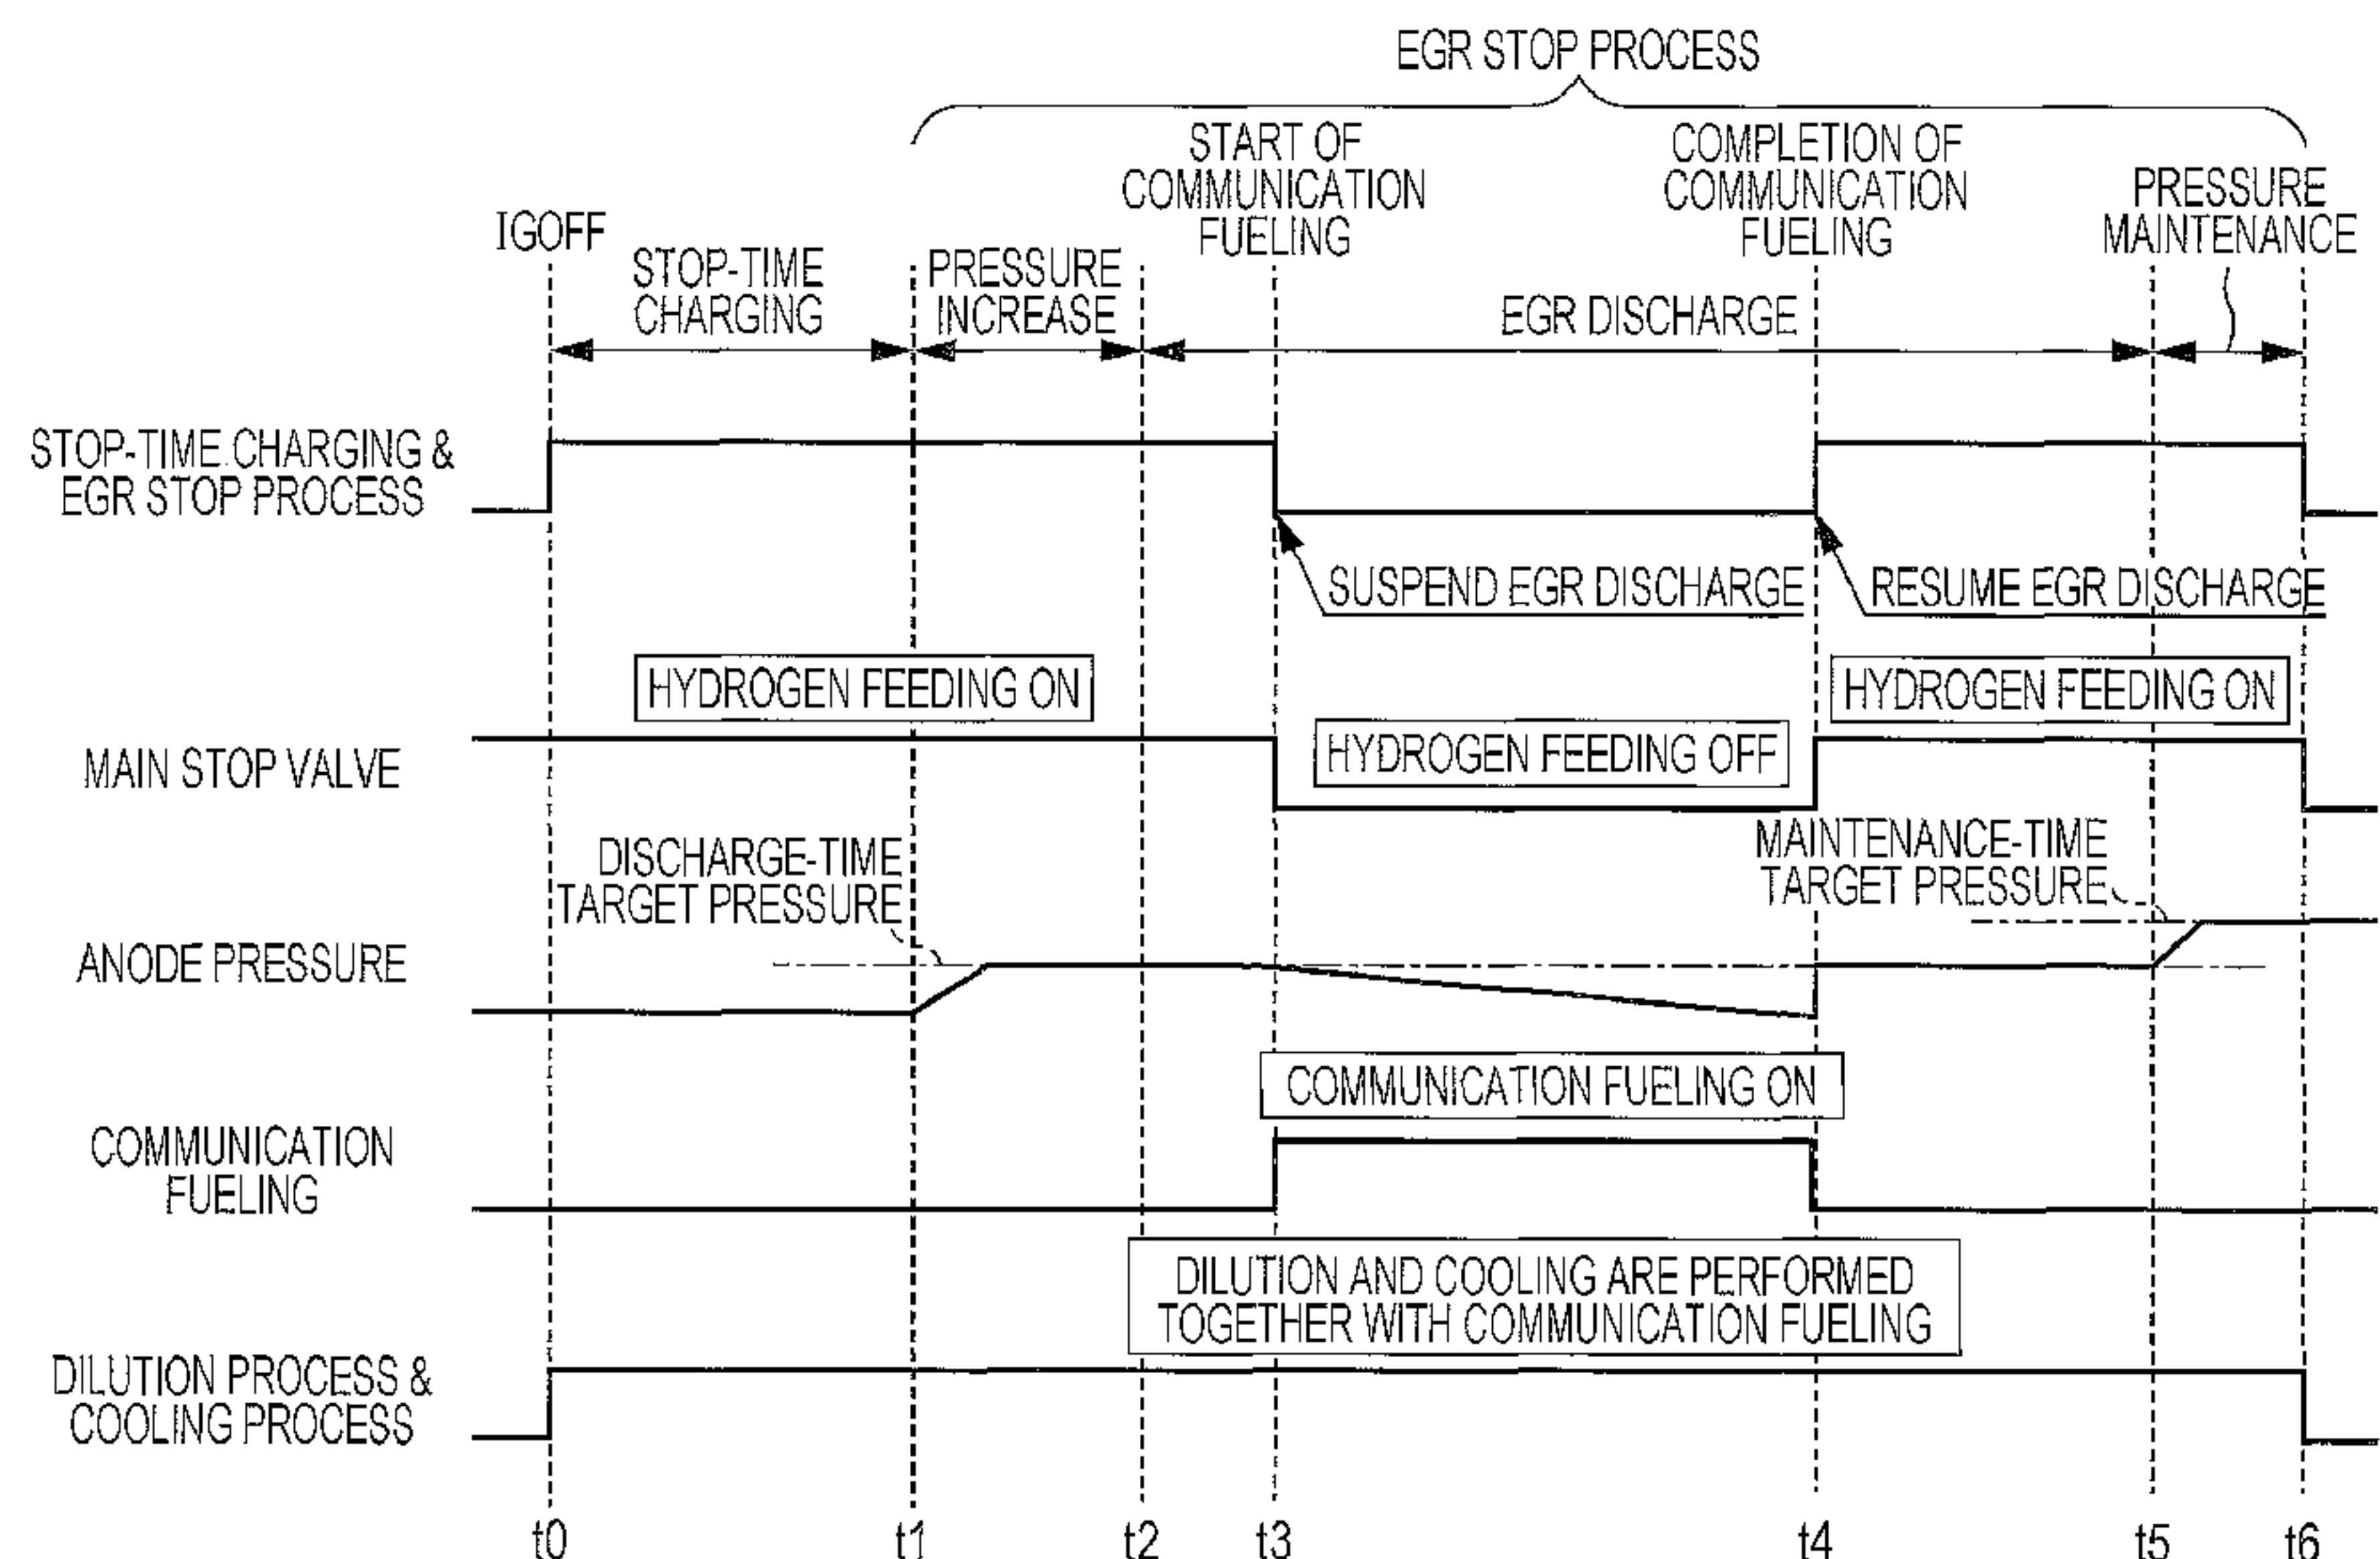 EGR STOP PROCESS
START OF
COMMUNICATION
FUELING
COMPLETION OF
COMMUNICATION
FUELING
PRESSURE
MAINTENANCE
IGOFF
STOP-TIME
CHARGING
PRESSURE
INCREASE
EGR DISCHARGE
STOP-TIME CHARGING &
EGR STOP PROCESS
SUSPEND EGR DISCHARGE
RESUME EGR DISCHARGE
HYDROGEN FEEDING ON
HYDROGEN FEEDING ON
MAIN STOP VALVE
HYDROGEN FEEDING OFF
DISCHARGE-TIME
TARGET PRESSURE
MAINTENANCE-TIME
TARGET PRESSURE
ANODE PRESSURE
COMMUNICATION FUELING ON
COMMUNICATION
FUELING
DILUTION AND COOLING ARE PERFORMED
TOGETHER WITH COMMUNICATION FUELING
DILUTION PROCESS &
COOLING PROCESS
t0 t1 t2 t3 t4 t5 t6